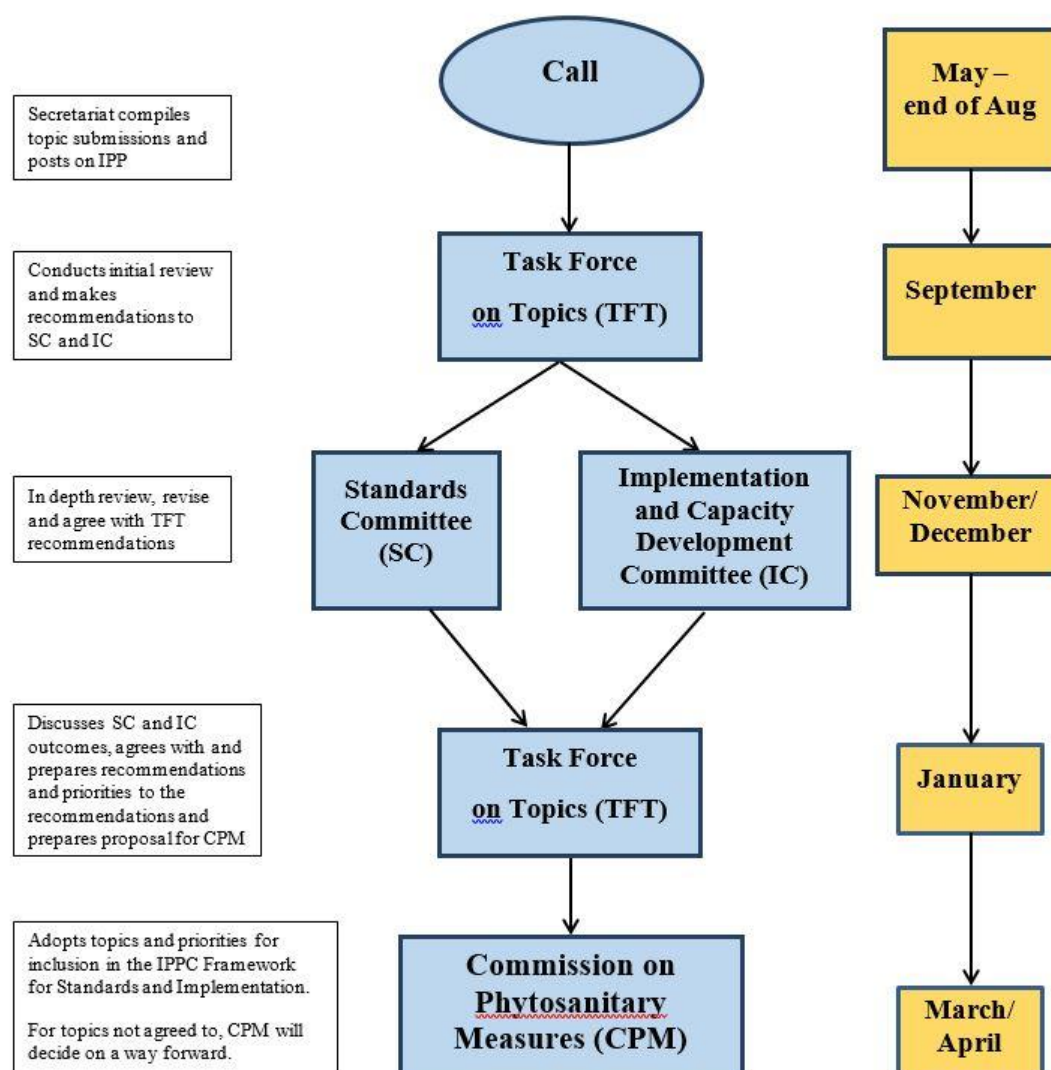 Call
May –
end of Aug
Secretariat compiles
topic submissions and
posts on IPP
Task Force
on Topics (TFT)
Conducts initial review
and makes
recommendations to
SC and IC
September
Standards
Committee
(SC)
Implementation
and Capacity
Development
Committee (IC)
In depth review, revise
and agree with TFT
recommendations
November/
December
Discusses SC and IC
outcomes, agrees with and
prepares recommendations
and priorities to the
recommendations and
prepares proposal for CPM
Task Force
on Topics (TFT)
January
Adopts topics and priorities for
inclusion in the IPPC Framework
for Standards and Implementation.
For topics not agreed to, CPM will
decide on a way forward.
Commission on
Phytosanitary
Measures (CPM)
March/
April